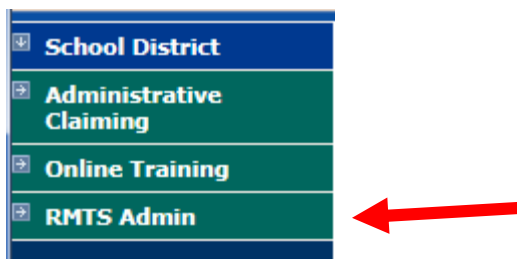 School District
Administrative
Claiming
Online Training
RMTS Admin